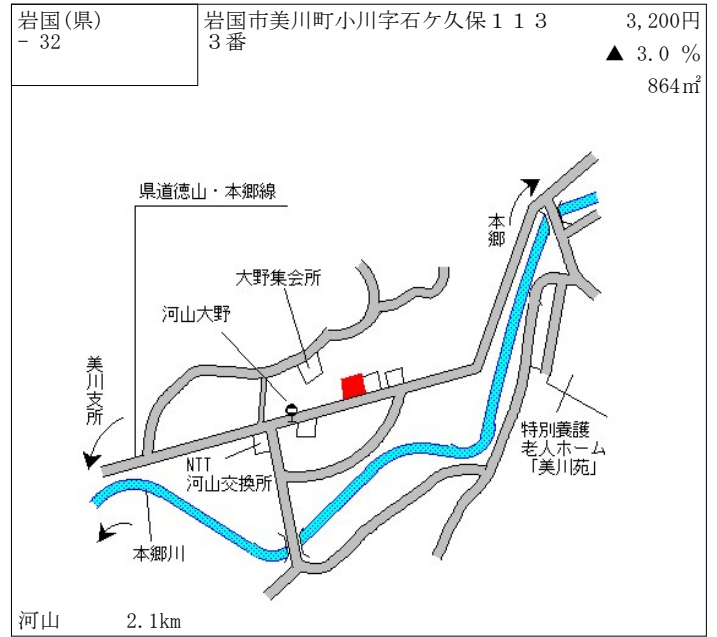 岩国(県)
- 32
岩国市美川町小川字石ケ久保１１３
３番
3,200円
▲ 3.0 %
864㎡
県道徳山・本郷線
本郷
大野集会所
河山大野
美川支所
特別養護
老人ホーム
「美川苑」
NTT
河山交換所
本郷川
河山 2.1km